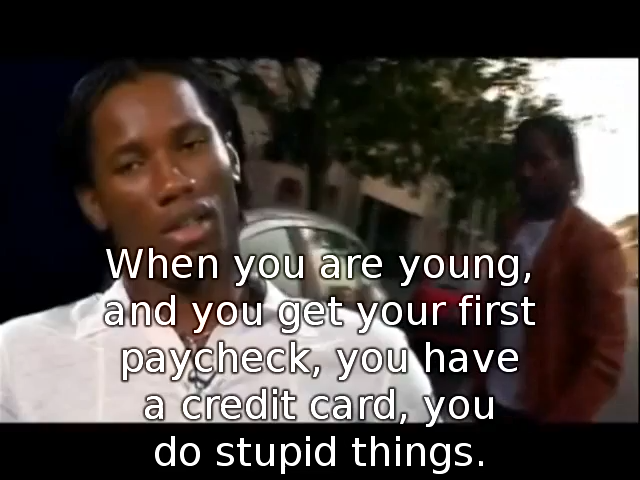 When you are young,
and you get your first
paycheck, you have
a credit card, you
do stupid things.